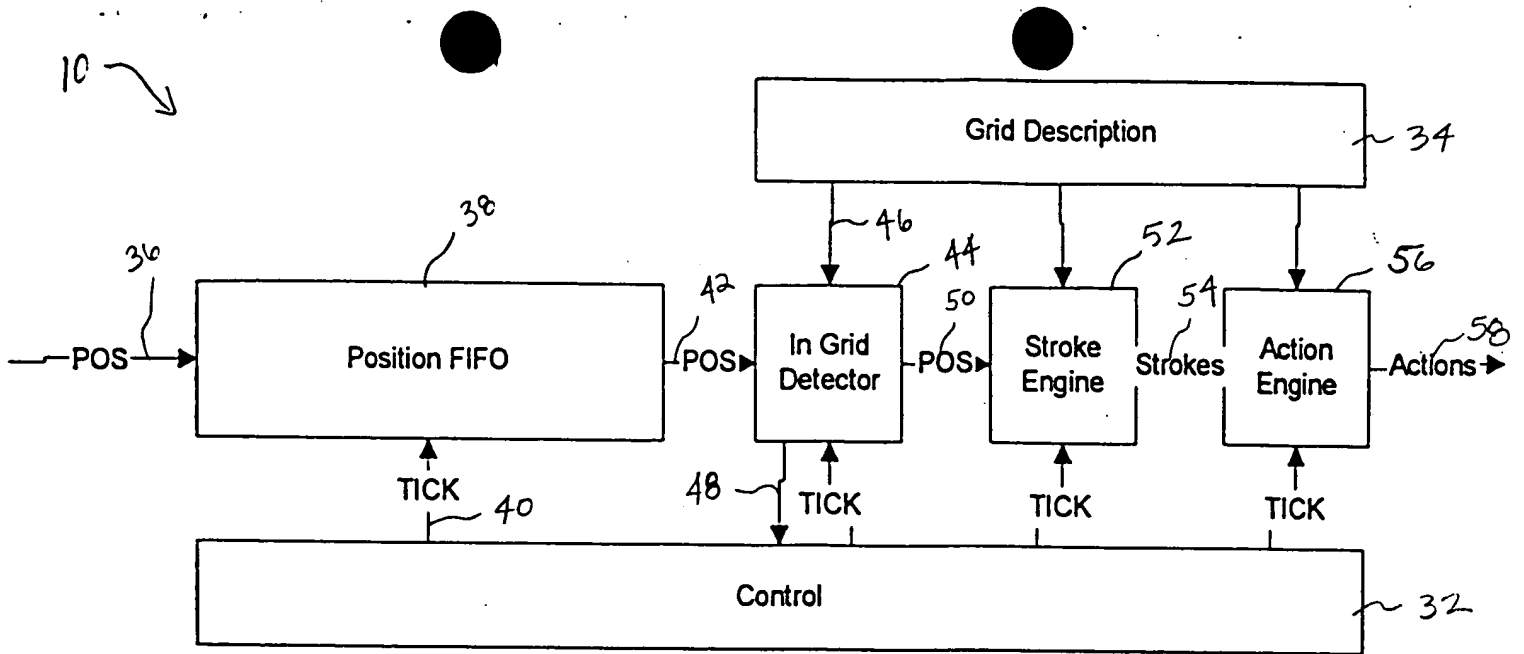 10
Grid Description
34
38
46
52
44
56
36
42
50
54
58
POS
Position FIFO
POS
In Grid
Detector
POS
Stroke
Engine
Strokes
Action
Engine
Actions
TICK
40
48
TICK
TICK
TICK
Control
32